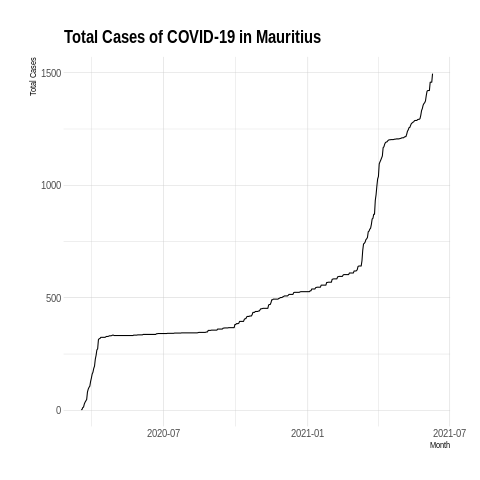 Total Cases of COVID-19 in Mauritius
Total Cases
1500
1000
500
0
2020-07
2021-01
2021-07
Month